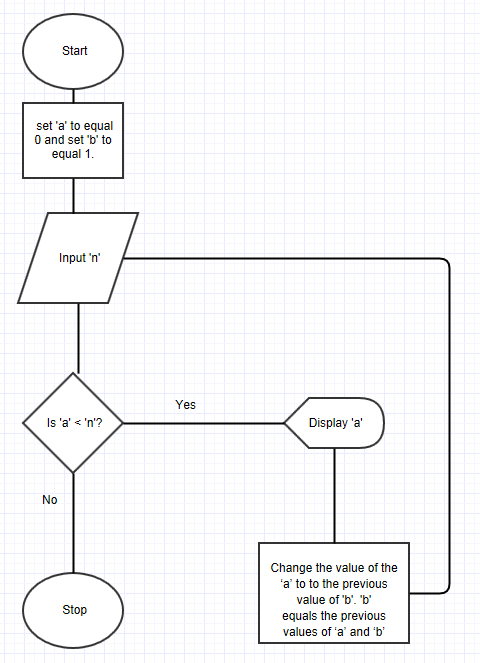 Start
set 'a' to equal
0 and set 'b' to
equal 1.
Input 'n'
Is 'a' < 'n'?
Yes
Display 'a'
No
Change the value of the
‘a’ to to the previous
value of 'b'. 'b'
equals the previous
values of ‘a’ and ‘b’
Stop